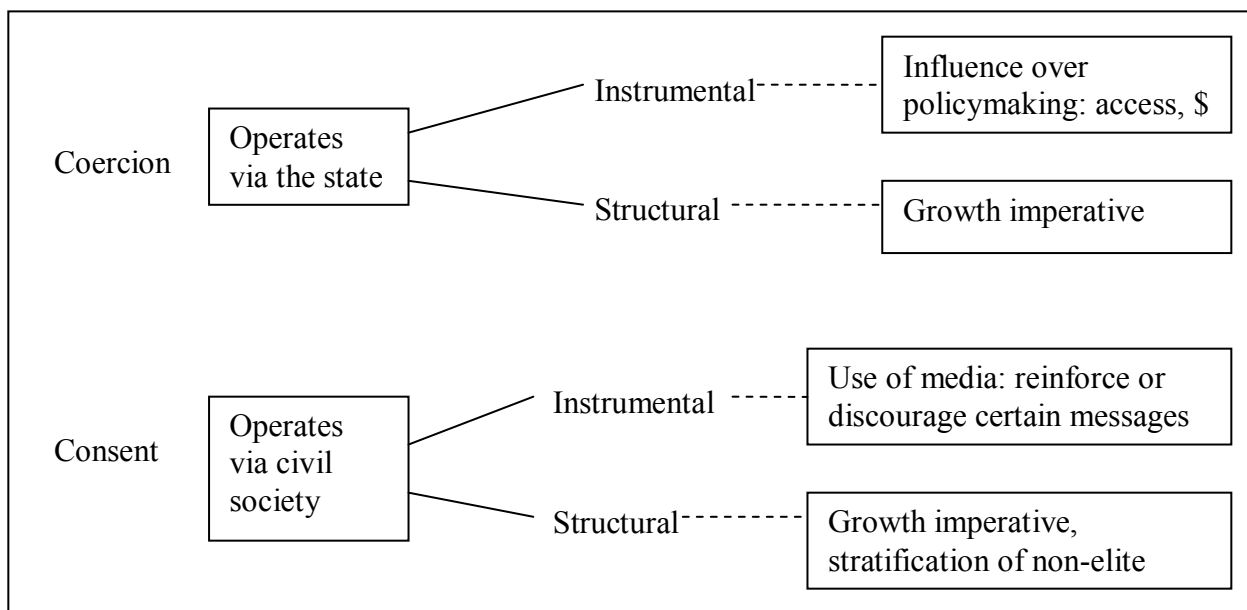 Coercion
Operates
via the state
Instrumental
Influence over
policymaking: access, $
Structural
Growth imperative
Consent
Operates
via civil
society
Instrumental
Use of media: reinforce or
discourage certain messages
Structural
Growth imperative,
stratification of non-elite